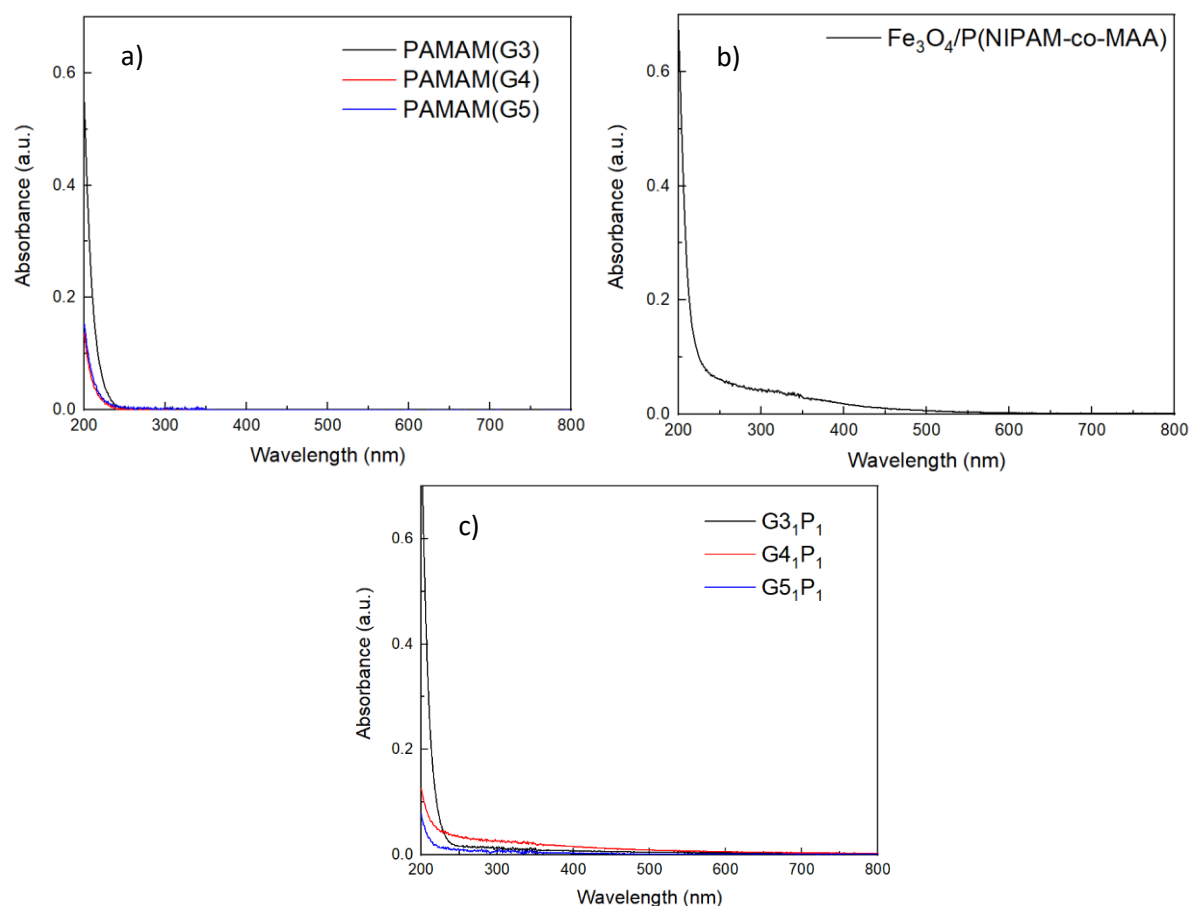 a)
PAMAM(G3)
PAMAM(G4)
PAMAM(G5)
0.6
0.4
0.2
0.0
Absorbance (a.u.)
200 300 400 500 600 700 800
Wavelength (nm)
b)
Fe₃O₄/P(NIPAM-co-MAA)
0.6
0.4
0.2
0.0
Absorbance (a.u.)
200 300 400 500 600 700 800
Wavelength (nm)
c)
G3₁P₁
G4₁P₁
G5₁P₁
0.6
0.4
0.2
0.0
Absorbance (a.u.)
200 300 400 500 600 700 800
Wavelength (nm)